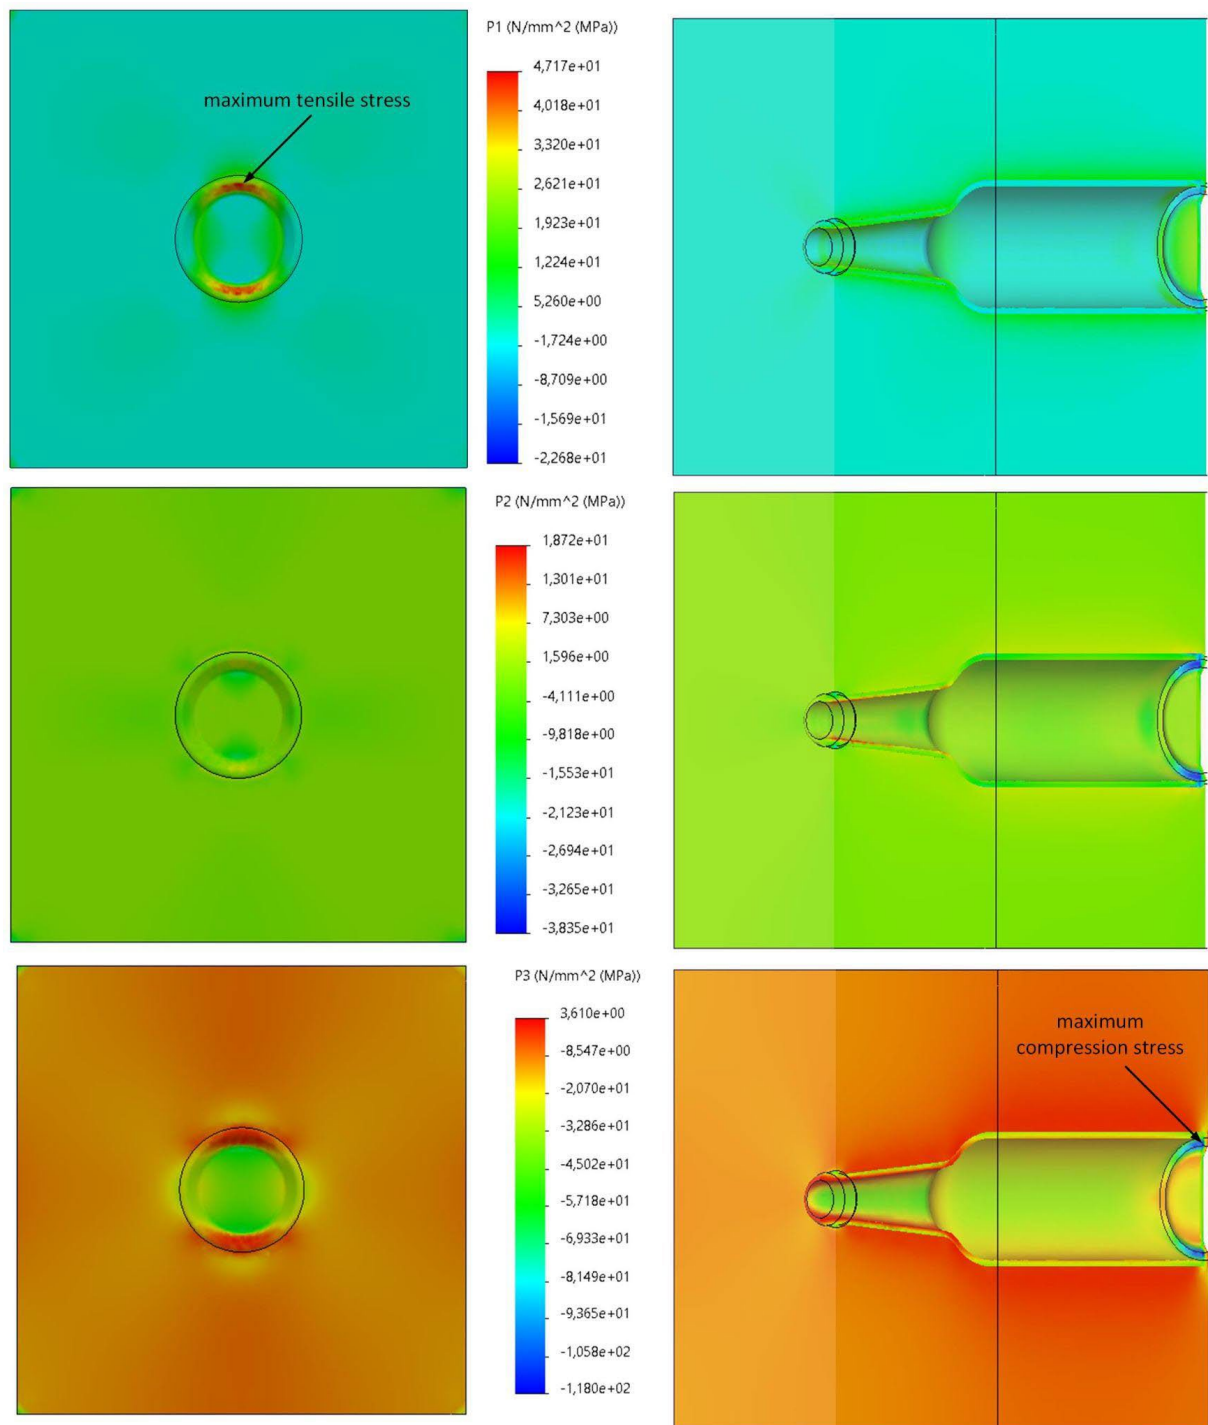 P1 (N/mm^2 (MPa))
4,717e+01
maximum tensile stress
4,018e+01
3,320e+01
2,621e+01
1,923e+01
1,224e+01
5,260e+00
-1,724e+00
-8,709e+00
-1,569e+01
-2,268e+01
P2 (N/mm^2 (MPa))
1,872e+01
1,301e+01
7,303e+00
1,596e+00
-4,111e+00
-9,818e+00
-1,553e+01
-2,123e+01
-2,694e+01
-3,265e+01
-3,835e+01
P3 (N/mm^2 (MPa))
3,610e+00
maximum
compression stress
-8,547e+00
-2,070e+01
-3,286e+01
-4,502e+01
-5,718e+01
-6,933e+01
-8,149e+01
-9,365e+01
-1,058e+02
-1,180e+02